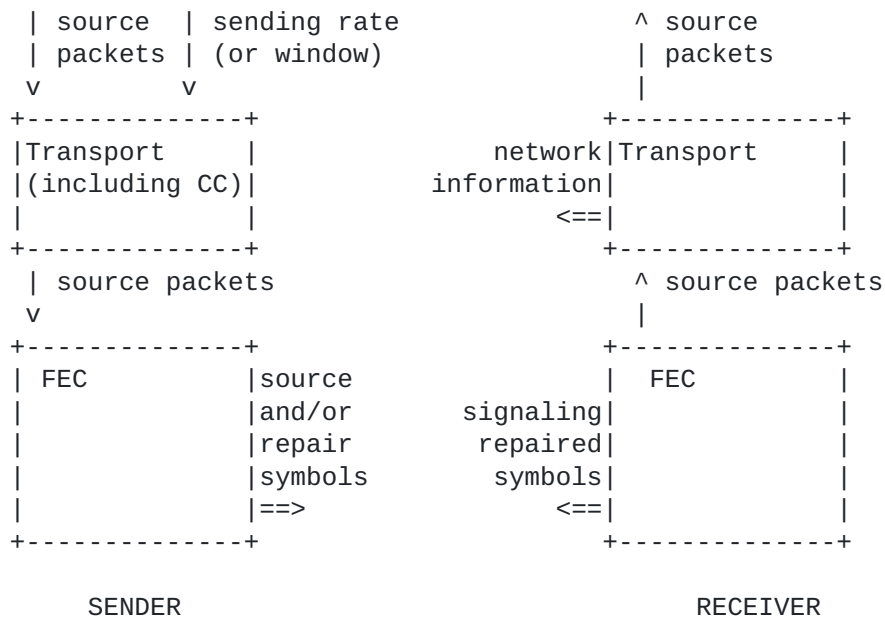 | source  | sending rate               ^ source
 | packets | (or window)                | packets
 v         v                            |
+--------------+                      +--------------+
|Transport     |               network|Transport     |
|(including CC)|           information|              |
|              |                   <==|              |
+--------------+                      +--------------+
 | source packets                       ^ source packets
 v                                      |
+--------------+                      +--------------+
| FEC          |source                |  FEC         |
|              |and/or       signaling|              |
|              |repair        repaired|              |
|              |symbols        symbols|              |
|              |==>                <==|              |
+--------------+                      +--------------+
     SENDER                                 RECEIVER